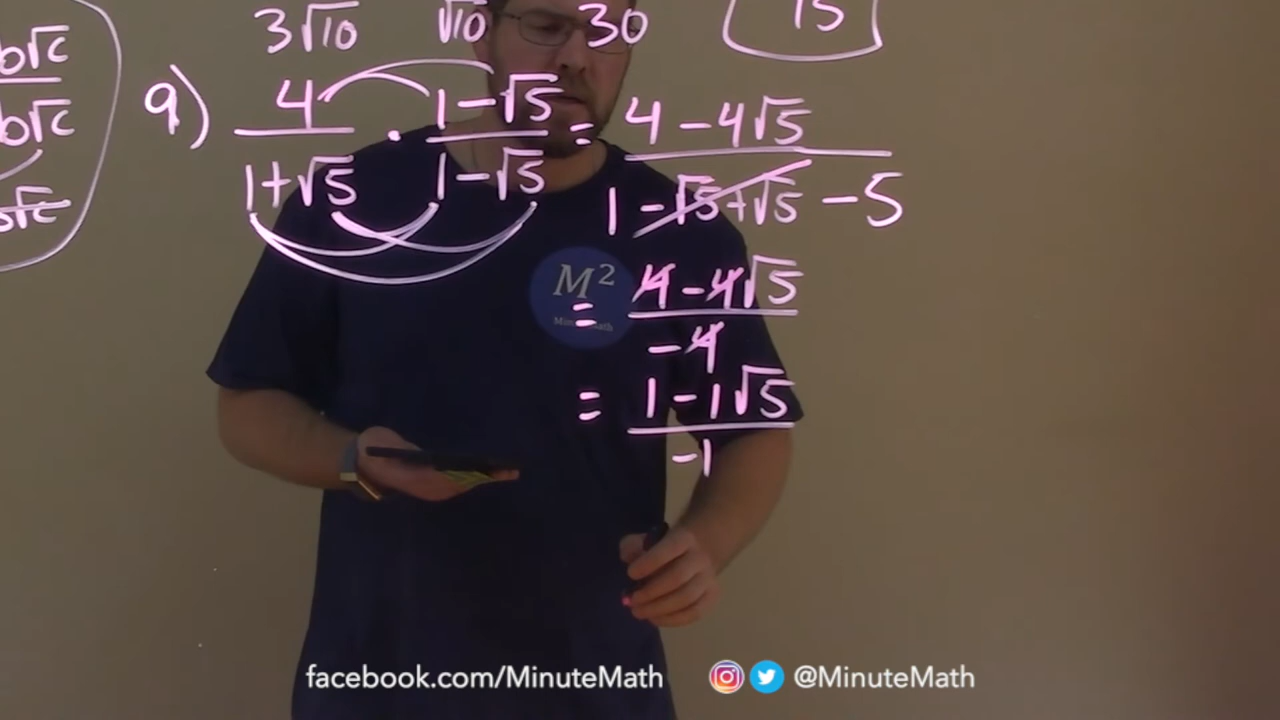 3√10 √10 30 15
b√c
b√c
9) 4/(1+√5) · (1-√5)/(1-√5) = (4-4√5)/(1-√5+√5-5)
= (4-4√5)/-4
= (1-1√5)/-1
M²
facebook.com/MinuteMath @MinuteMath